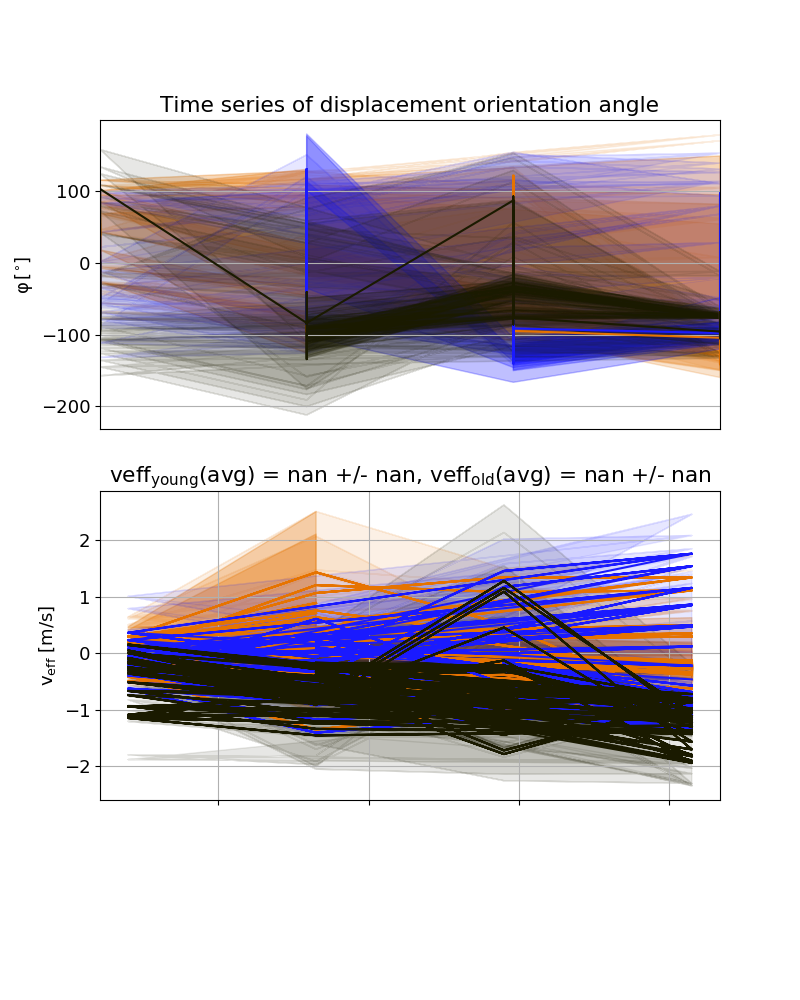 Time series of displacement orientation angle
100
0
−100
−200
φ [°]
veff_young(avg) = nan +/- nan, veff_old(avg) = nan +/- nan
2
1
0
−1
−2
v_eff [m/s]